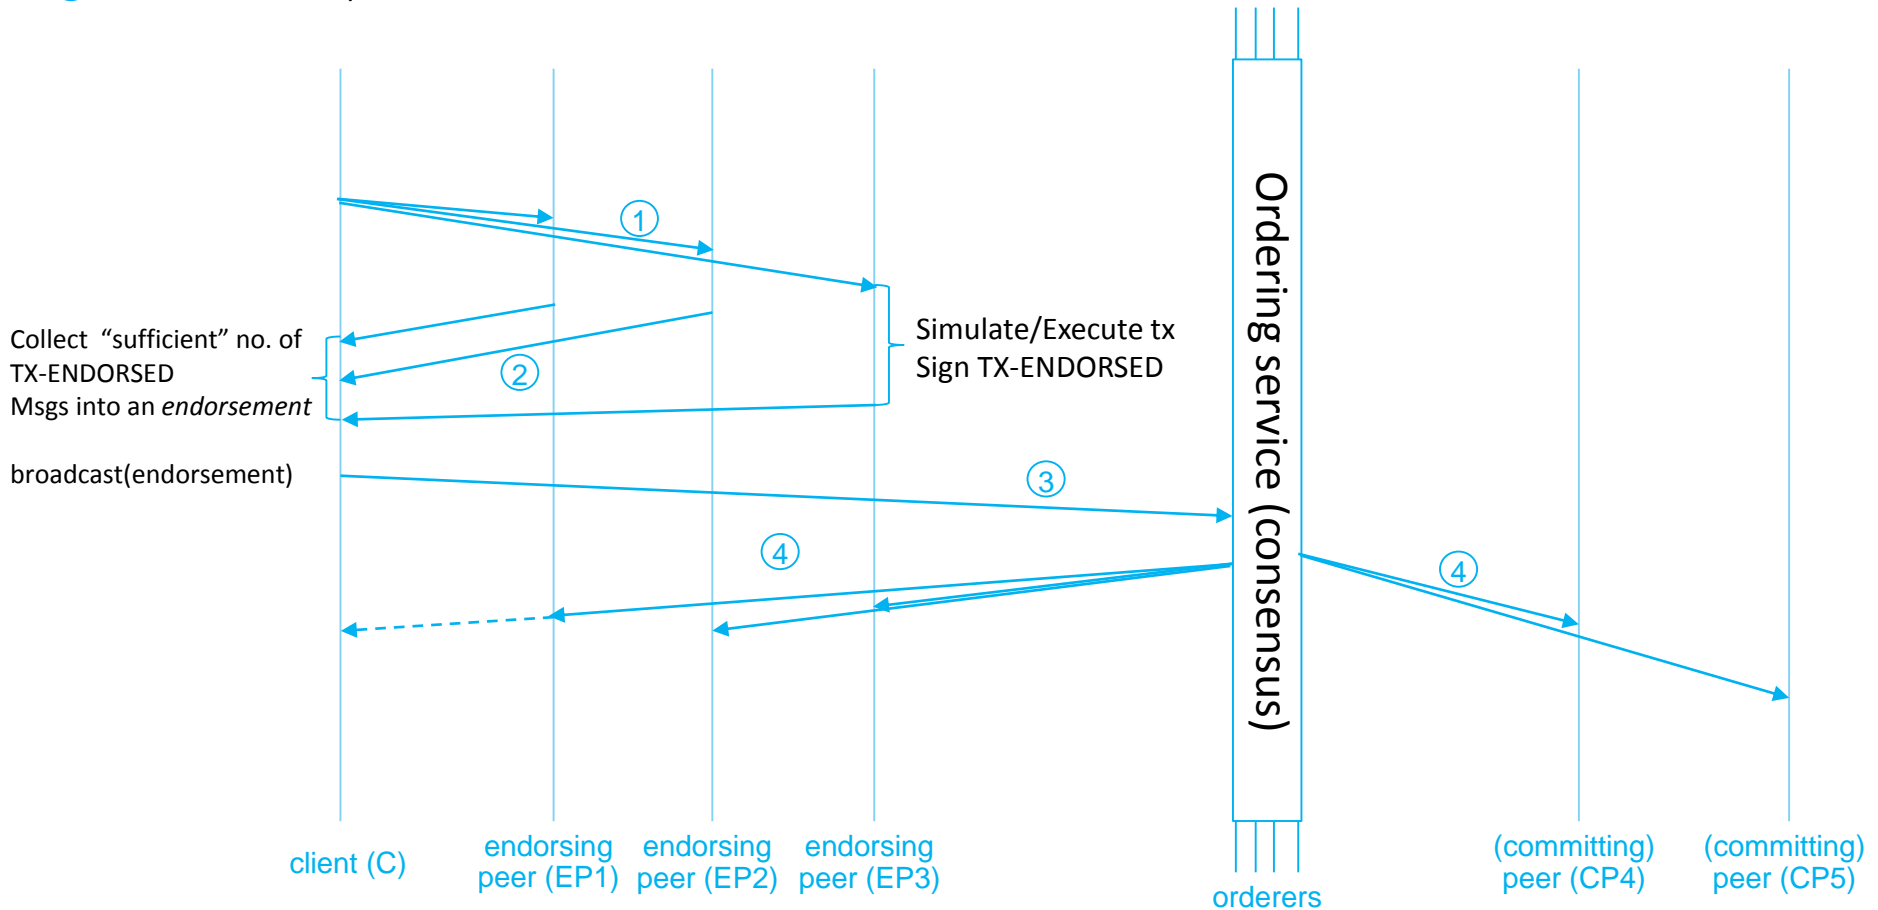 1
Collect “sufficient” no. of
TX-ENDORSED
Msgs into an endorsement
2
Simulate/Execute tx
Sign TX-ENDORSED
broadcast(endorsement)
3
4
4
Ordering service (consensus)
client (C)
endorsing
peer (EP1)
endorsing
peer (EP2)
endorsing
peer (EP3)
orderers
(committing)
peer (CP4)
(committing)
peer (CP5)